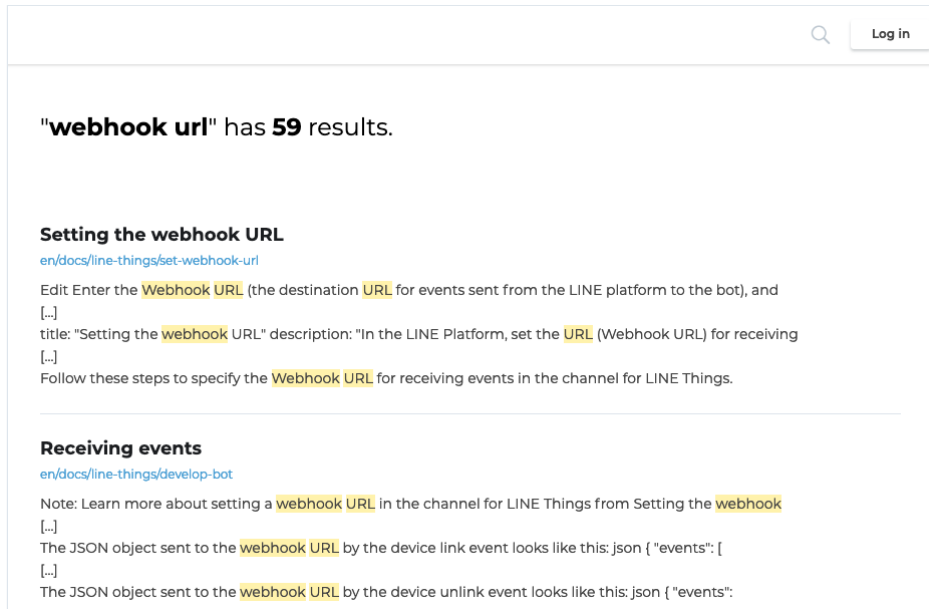 Log in
"webhook url" has 59 results.
Setting the webhook URL
en/docs/line-things/set-webhook-url
Edit Enter the Webhook URL (the destination URL for events sent from the LINE platform to the bot), and
[...]
title: "Setting the webhook URL" description: "In the LINE Platform, set the URL (Webhook URL) for receiving
[...]
Follow these steps to specify the Webhook URL for receiving events in the channel for LINE Things.
Receiving events
en/docs/line-things/develop-bot
Note: Learn more about setting a webhook URL in the channel for LINE Things from Setting the webhook
[...]
The JSON object sent to the webhook URL by the device link event looks like this: json { "events": [
[...]
The JSON object sent to the webhook URL by the device unlink event looks like this: json { "events":